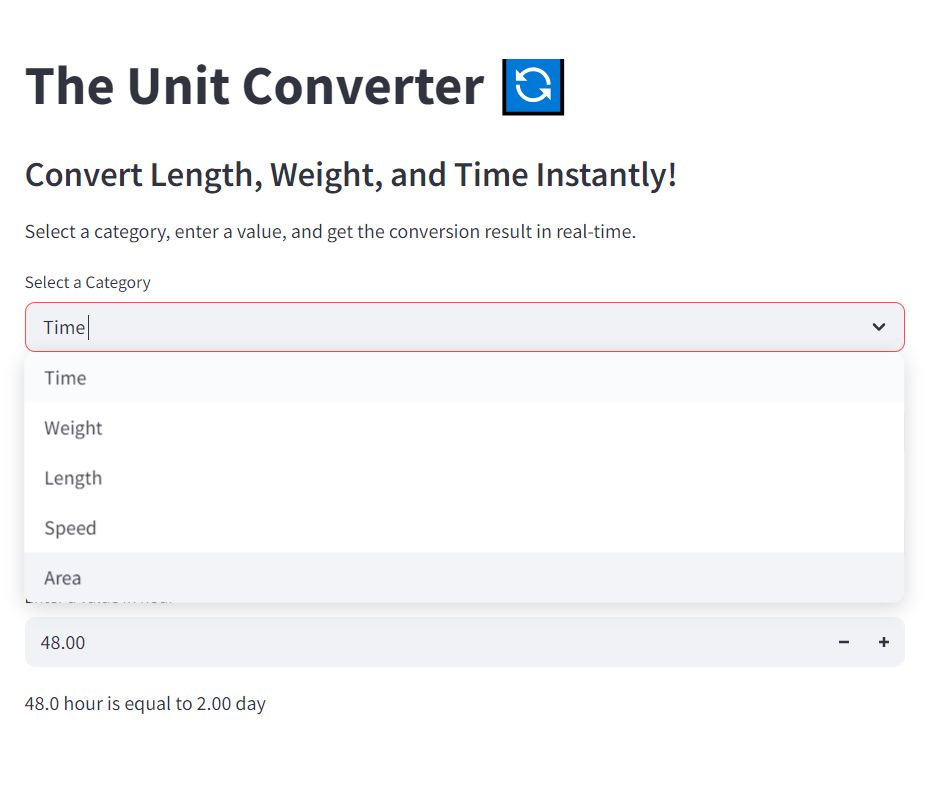 The Unit Converter
Convert Length, Weight, and Time Instantly!
Select a category, enter a value, and get the conversion result in real-time.
Select a Category
Time
Time
Weight
Length
Speed
Area
48.00
48.0 hour is equal to 2.00 day